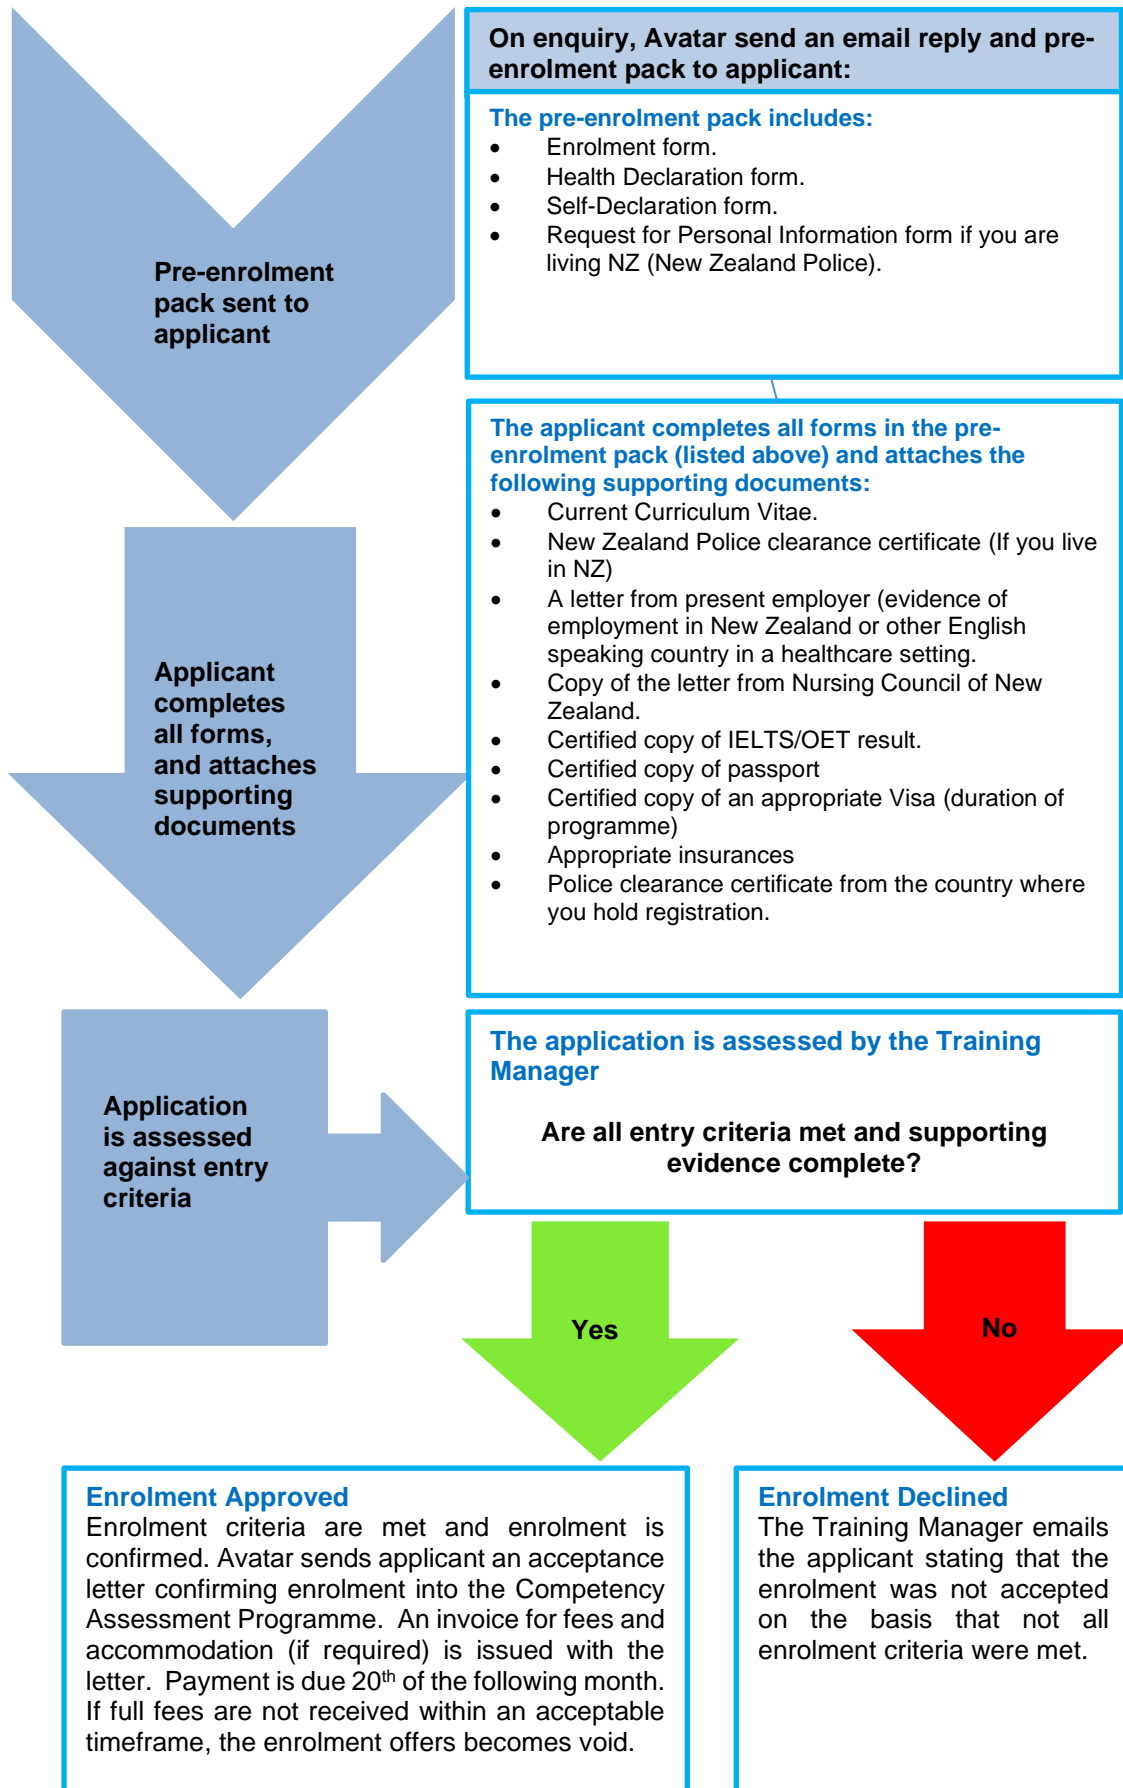 On enquiry, Avatar send an email reply and pre-
enrolment pack to applicant:
The pre-enrolment pack includes:
• Enrolment form.
• Health Declaration form.
• Self-Declaration form.
• Request for Personal Information form if you are
living NZ (New Zealand Police).
Pre-enrolment
pack sent to
applicant
The applicant completes all forms in the pre-
enrolment pack (listed above) and attaches the
following supporting documents:
• Current Curriculum Vitae.
• New Zealand Police clearance certificate (If you live
in NZ)
• A letter from present employer (evidence of
employment in New Zealand or other English
speaking country in a healthcare setting.
• Copy of the letter from Nursing Council of New
Zealand.
• Certified copy of IELTS/OET result.
• Certified copy of passport
• Certified copy of an appropriate Visa (duration of
programme)
• Appropriate insurances
• Police clearance certificate from the country where
you hold registration.
Applicant
completes
all forms,
and attaches
supporting
documents
Application
is assessed
against entry
criteria
The application is assessed by the Training
Manager
Are all entry criteria met and supporting
evidence complete?
Yes
No
Enrolment Approved
Enrolment criteria are met and enrolment is
confirmed. Avatar sends applicant an acceptance
letter confirming enrolment into the Competency
Assessment Programme. An invoice for fees and
accommodation (if required) is issued with the
letter. Payment is due 20th of the following month.
If full fees are not received within an acceptable
timeframe, the enrolment offers becomes void.
Enrolment Declined
The Training Manager emails
the applicant stating that the
enrolment was not accepted
on the basis that not all
enrolment criteria were met.